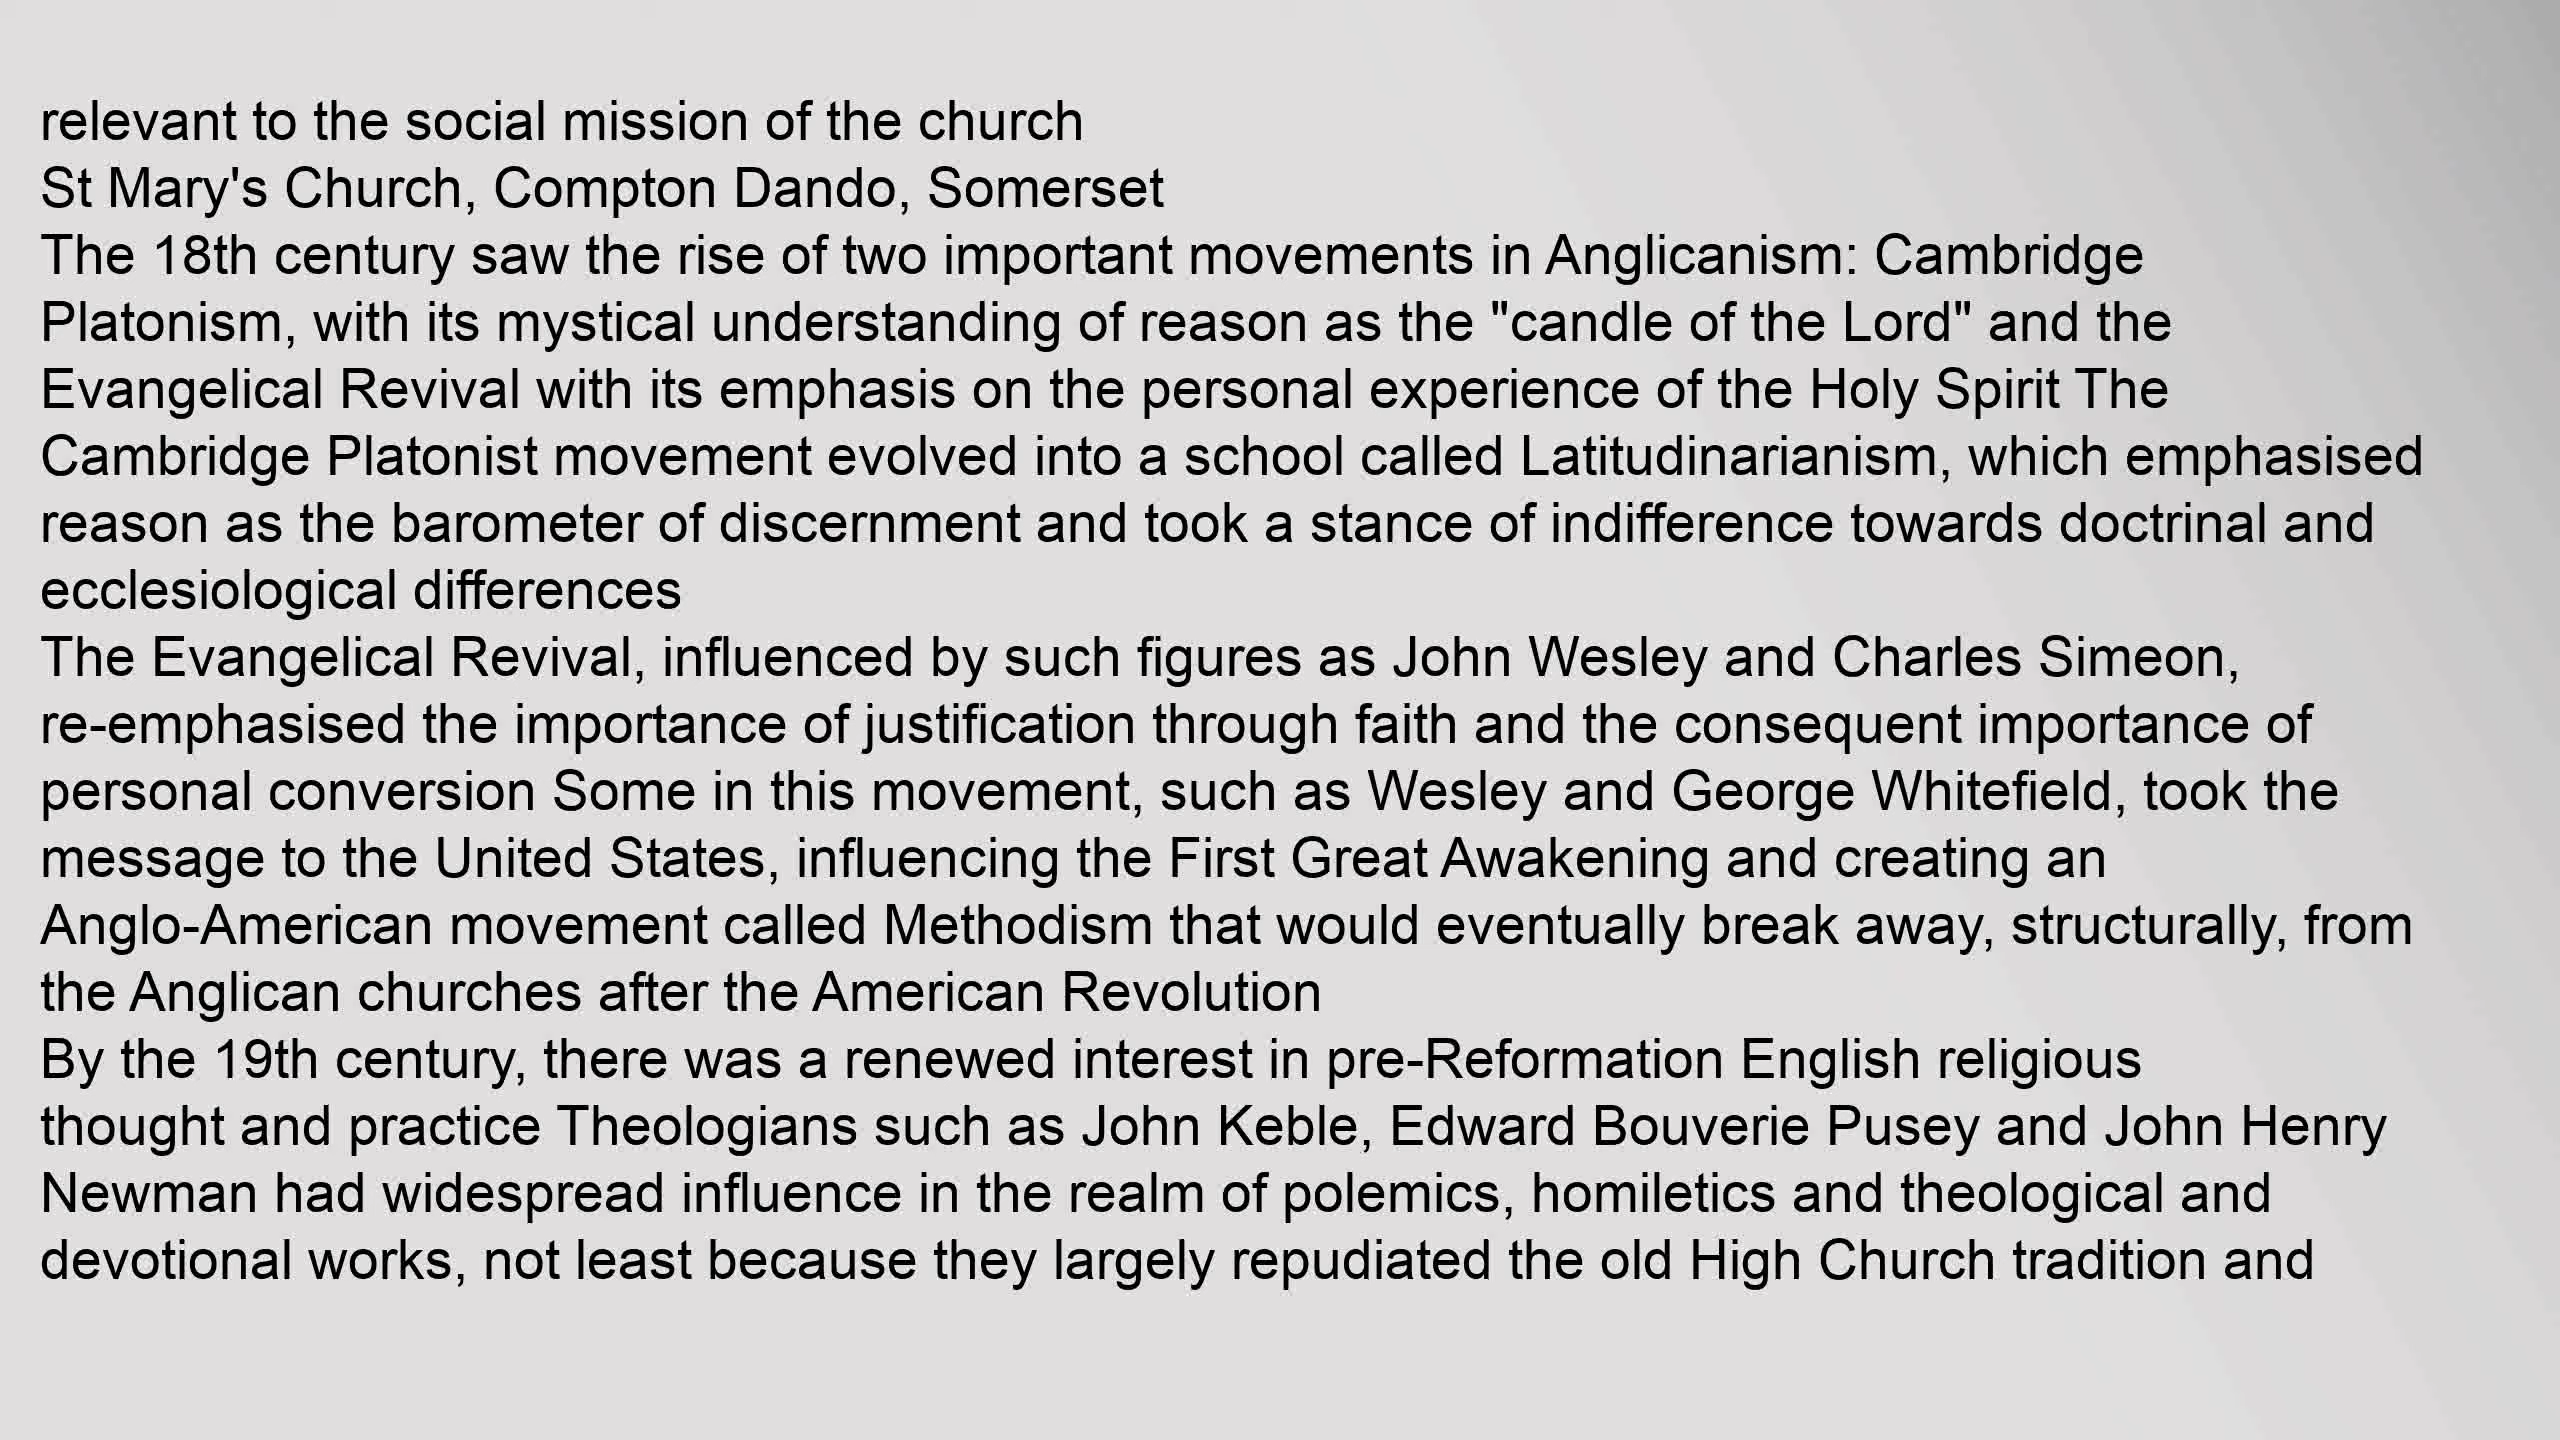 relevant to the social mission of the church
St Mary's Church, Compton Dando, Somerset
The 18th century saw the rise of two important movements in Anglicanism: Cambridge
Platonism, with its mystical understanding of reason as the "candle of the Lord" and the
Evangelical Revival with its emphasis on the personal experience of the Holy Spirit The
Cambridge Platonist movement evolved into a school called Latitudinarianism, which emphasised
reason as the barometer of discernment and took a stance of indifference towards doctrinal and
ecclesiological differences
The Evangelical Revival, influenced by such figures as John Wesley and Charles Simeon,
re-emphasised the importance of justification through faith and the consequent importance of
personal conversion Some in this movement, such as Wesley and George Whitefield, took the
message to the United States, influencing the First Great Awakening and creating an
Anglo-American movement called Methodism that would eventually break away, structurally, from
the Anglican churches after the American Revolution
By the 19th century, there was a renewed interest in pre-Reformation English religious
thought and practice Theologians such as John Keble, Edward Bouverie Pusey and John Henry
Newman had widespread influence in the realm of polemics, homiletics and theological and
devotional works, not least because they largely repudiated the old High Church tradition and